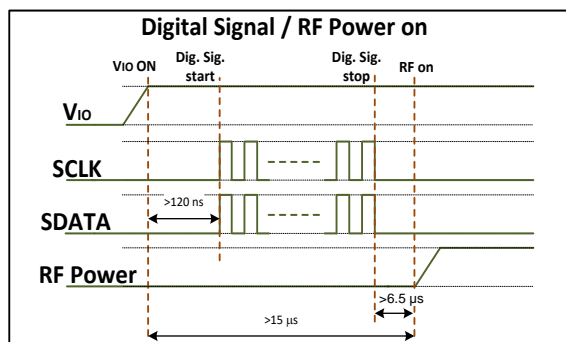 Digital Signal / RF Power on
VIO ON
Dig. Sig.
start
Dig. Sig.
stop
RF on
VIO
SCLK
>120 ns
SDATA
RF Power
>6.5 µs
>15 µs